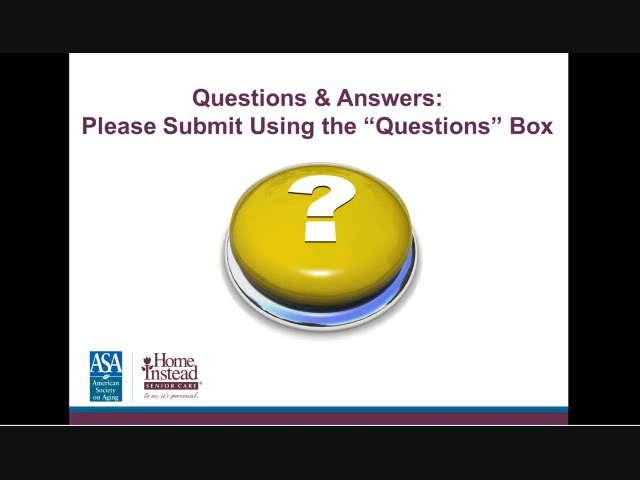 Questions & Answers:
Please Submit Using the “Questions” Box
?
ASA
American
Society
on Aging
Home
Instead
SENIOR CARE®
to us, it's personal.